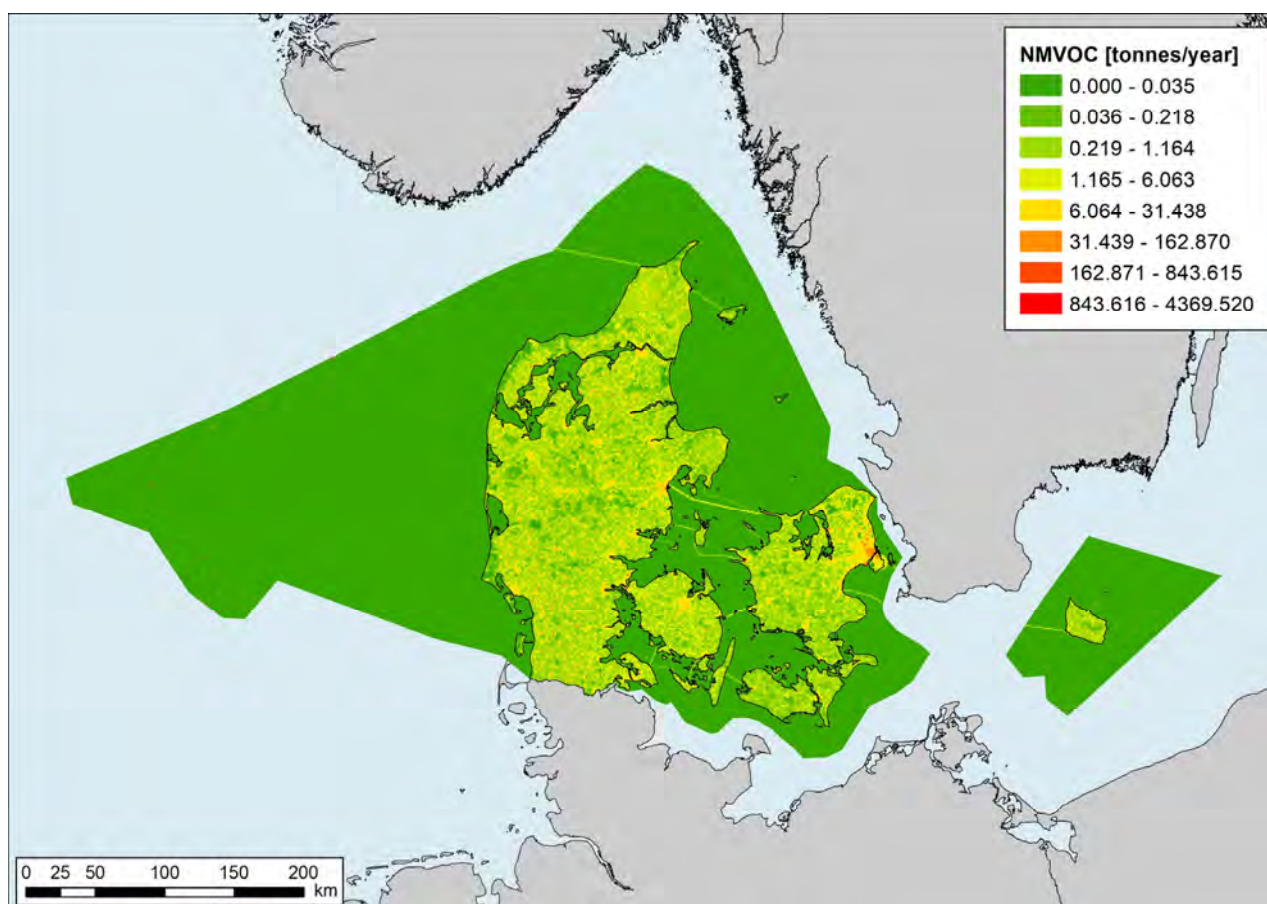 NMVOC [tonnes/year]
0.000 - 0.035
0.036 - 0.218
0.219 - 1.164
1.165 - 6.063
6.064 - 31.438
31.439 - 162.870
162.871 - 843.615
843.616 - 4369.520
0 25 50 100 150 200
km